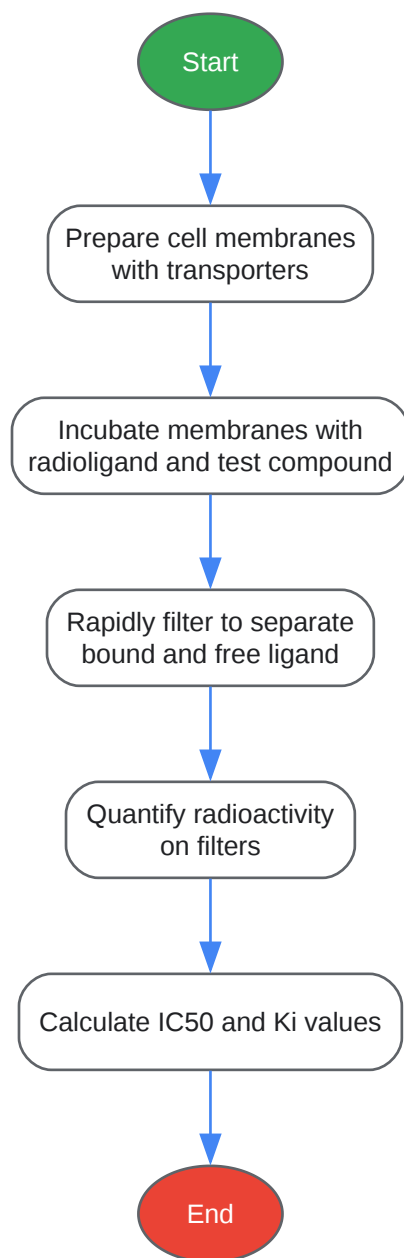 Start
Prepare cell membranes
with transporters
Incubate membranes with
radioligand and test compound
Rapidly filter to separate
bound and free ligand
Quantify radioactivity
on filters
Calculate IC50 and Ki values
End